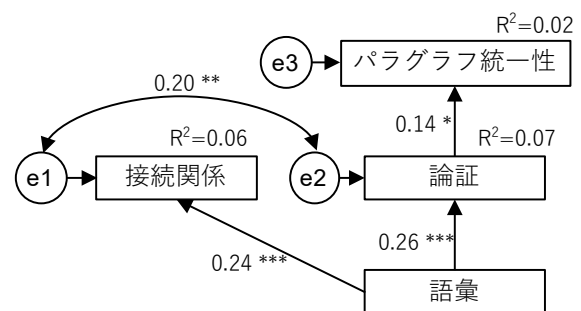 R²=0.02
e3
パラグラフ統一性
0.20 **
0.14 *
R²=0.06
R²=0.07
e1
接続関係
e2
論証
0.24 ***
0.26 ***
語彙